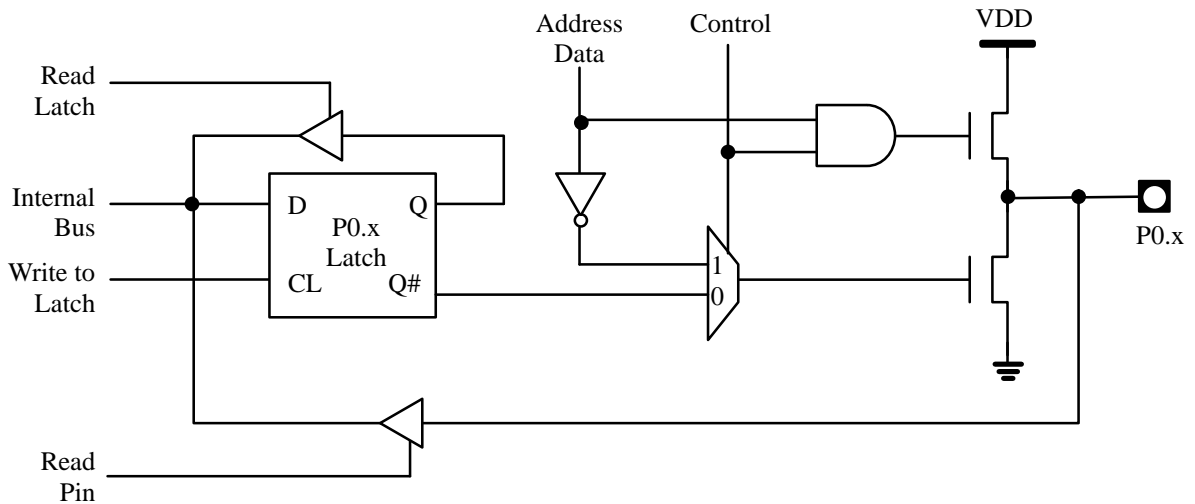 Address
Data
Control
VDD
Read
Latch
Internal
Bus
D
Q
P0.x
Latch
Write to
Latch
CL
Q#
1
0
P0.x
Read
Pin